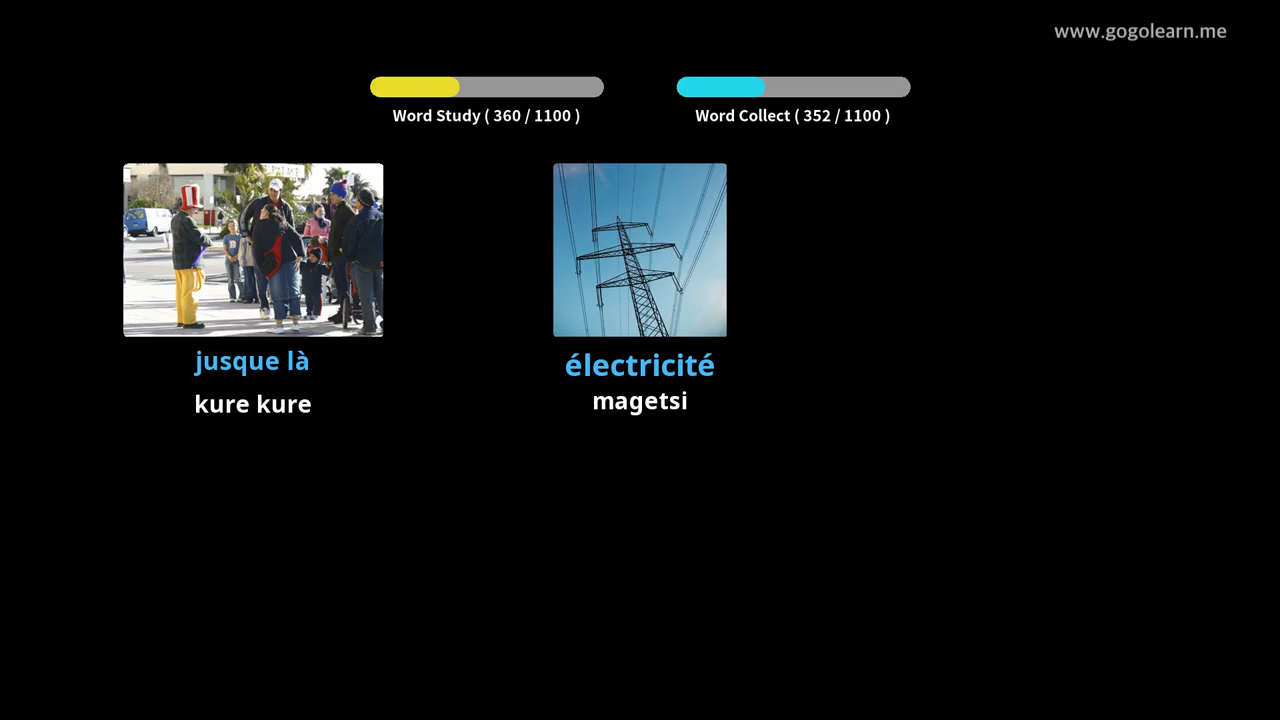 www.gogolearn.me
Word Study ( 360 / 1100 )
Word Collect ( 352 / 1100 )
jusque là
kure kure
électricité
magetsi